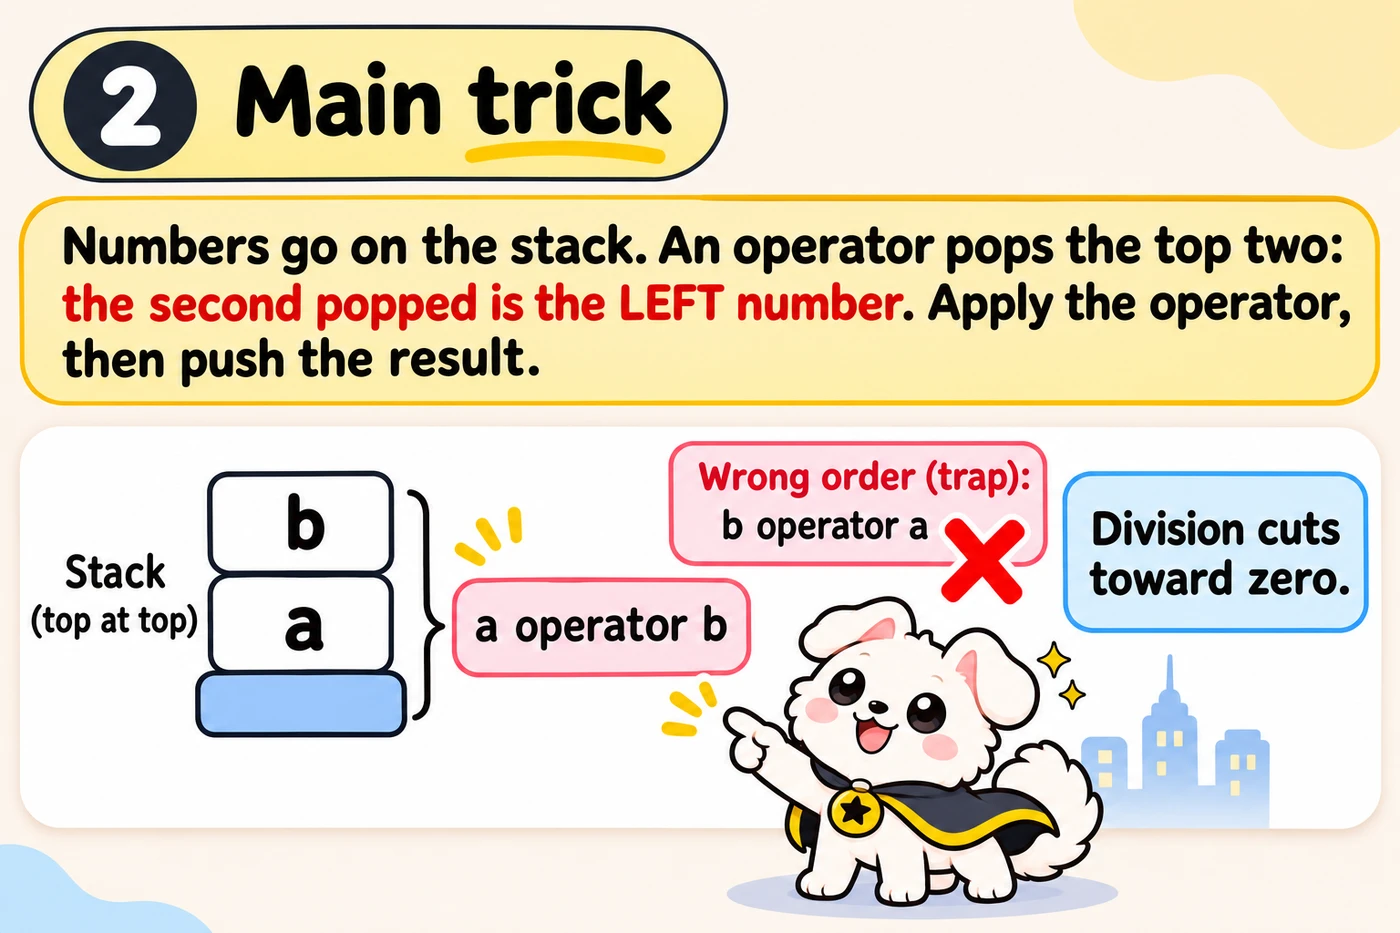 2 Main trick
Numbers go on the stack. An operator pops the top two:
the second popped is the LEFT number. Apply the operator,
then push the result.
Stack
(top at top)
b
a
a operator b
Wrong order (trap):
b operator a
Division cuts
toward zero.